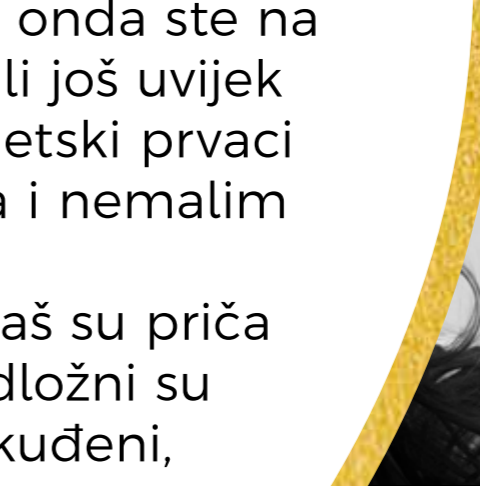 onda ste na
li još uvijek
etski prvaci
a i nemalim
aš su priča
dložni su
kuđeni,